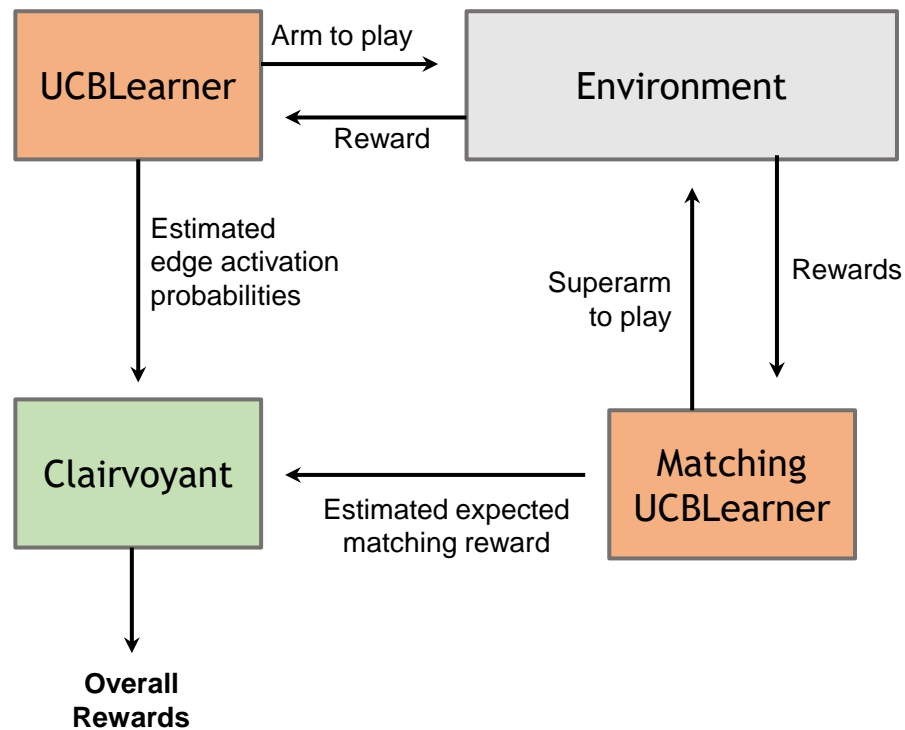 Arm to play
UCBLearner
Environment
Reward
Estimated
edge activation
probabilities
Superarm
to play
Rewards
Clairvoyant
Matching
UCBLearner
Estimated expected
matching reward
Overall
Rewards